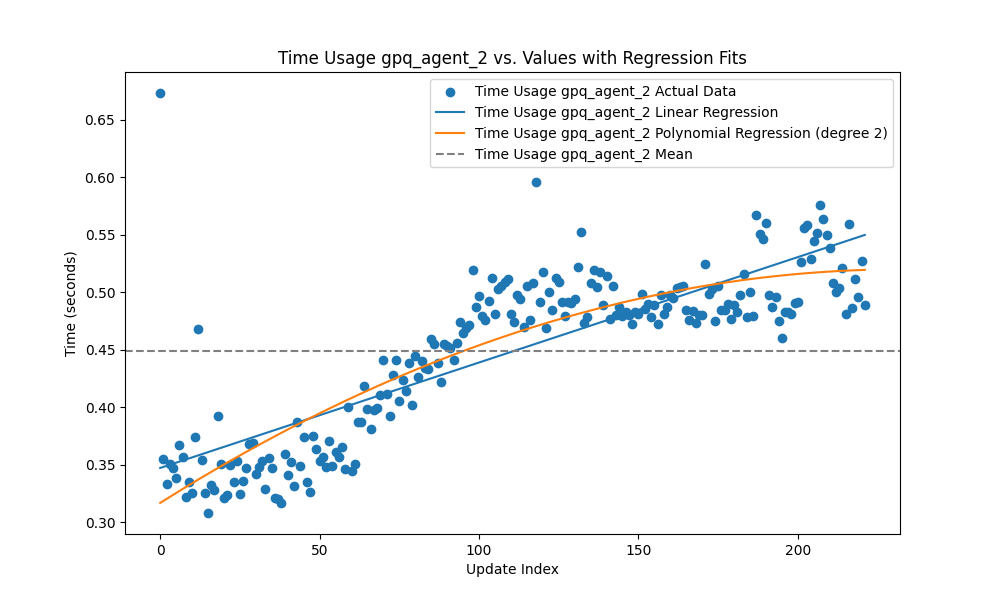 Time Usage gpq_agent_2 vs. Values with Regression Fits
Time Usage gpq_agent_2 Actual Data
Time Usage gpq_agent_2 Linear Regression
Time Usage gpq_agent_2 Polynomial Regression (degree 2)
Time Usage gpq_agent_2 Mean
Time (seconds)
0.65
0.60
0.55
0.50
0.45
0.40
0.35
0.30
0
50
100
150
200
Update Index